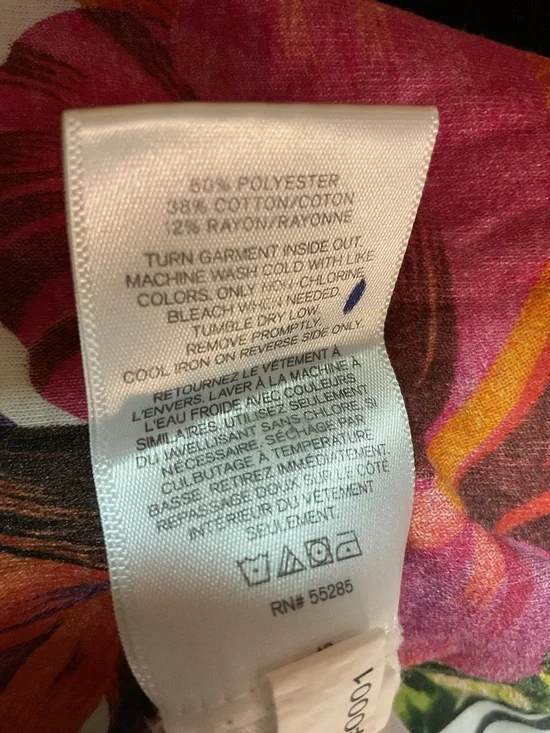 50% POLYESTER
38% COTTON/COTON
12% RAYON/RAYONNE
TURN GARMENT INSIDE OUT.
MACHINE WASH COLD WITH LIKE
COLORS. ONLY NON-CHLORINE
BLEACH WHEN NEEDED.
TUMBLE DRY LOW.
REMOVE PROMPTLY.
COOL IRON ON REVERSE SIDE ONLY.
RETOURNEZ LE VÊTEMENT À
L'ENVERS. LAVER À LA MACHINE À
L'EAU FROIDE AVEC COULEURS
SIMILAIRES. UTILISEZ SEULEMENT
DU JAVELLISANT SANS CHLORE, SI
NÉCESSAIRE. SÉCHAGE PAR
CULBUTAGE À TEMPÉRATURE
BASSE. RETIREZ IMMÉDIATEMENT.
REPASSAGE DOUX SUR LE CÔTÉ
INTÉRIEUR DU VÊTEMENT
SEULEMENT
RN# 55285
0001